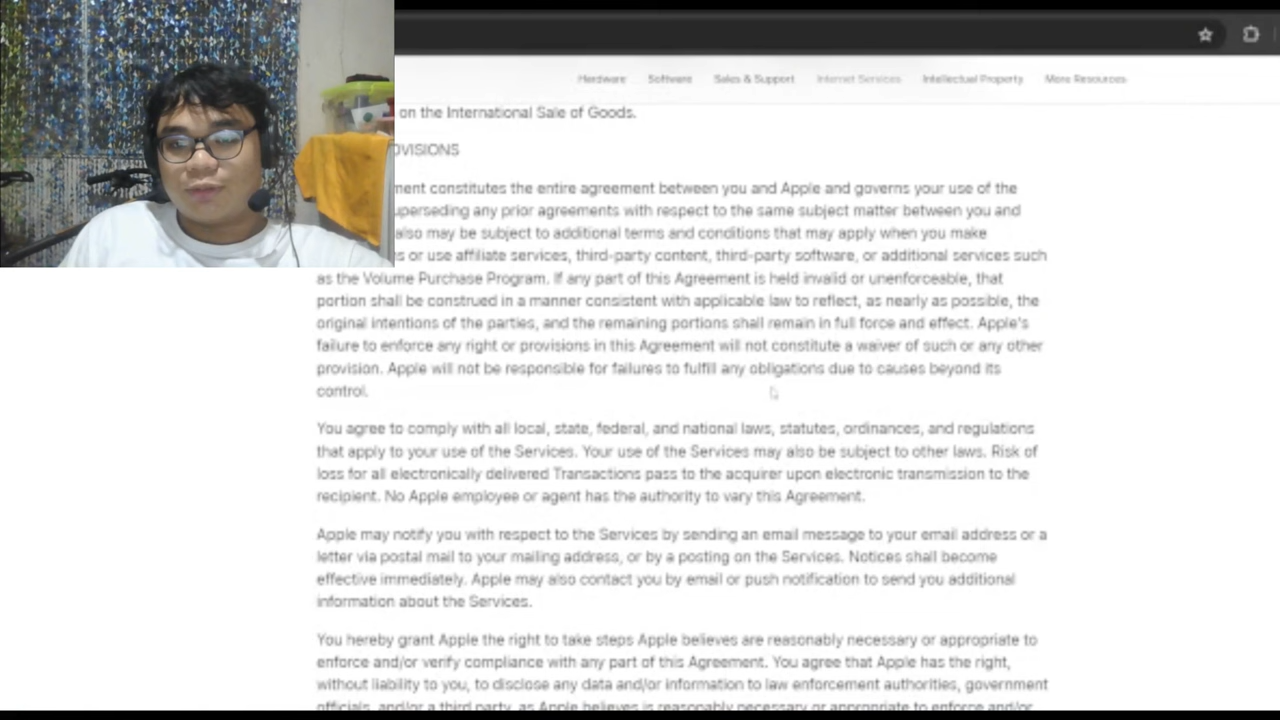 Hardware Software Sales & Support Internet Services Intellectual Property More Resources
on the International Sale of Goods.
OVISIONS
ment constitutes the entire agreement between you and Apple and governs your use of the
uperseding any prior agreements with respect to the same subject matter between you and
also may be subject to additional terms and conditions that may apply when you make
s or use affiliate services, third-party content, third-party software, or additional services such
as the Volume Purchase Program. If any part of this Agreement is held invalid or unenforceable, that
portion shall be construed in a manner consistent with applicable law to reflect, as nearly as possible, the
original intentions of the parties, and the remaining portions shall remain in full force and effect. Apple's
failure to enforce any right or provisions in this Agreement will not constitute a waiver of such or any other
provision. Apple will not be responsible for failures to fulfill any obligations due to causes beyond its
control.
You agree to comply with all local, state, federal, and national laws, statutes, ordinances, and regulations
that apply to your use of the Services. Your use of the Services may also be subject to other laws. Risk of
loss for all electronically delivered Transactions pass to the acquirer upon electronic transmission to the
recipient. No Apple employee or agent has the authority to vary this Agreement.
Apple may notify you with respect to the Services by sending an email message to your email address or a
letter via postal mail to your mailing address, or by a posting on the Services. Notices shall become
effective immediately. Apple may also contact you by email or push notification to send you additional
information about the Services.
You hereby grant Apple the right to take steps Apple believes are reasonably necessary or appropriate to
enforce and/or verify compliance with any part of this Agreement. You agree that Apple has the right,
without liability to you, to disclose any data and/or information to law enforcement authorities, government
officials, and/or a third party, as Apple believes is reasonably necessary or appropriate to enforce and/or